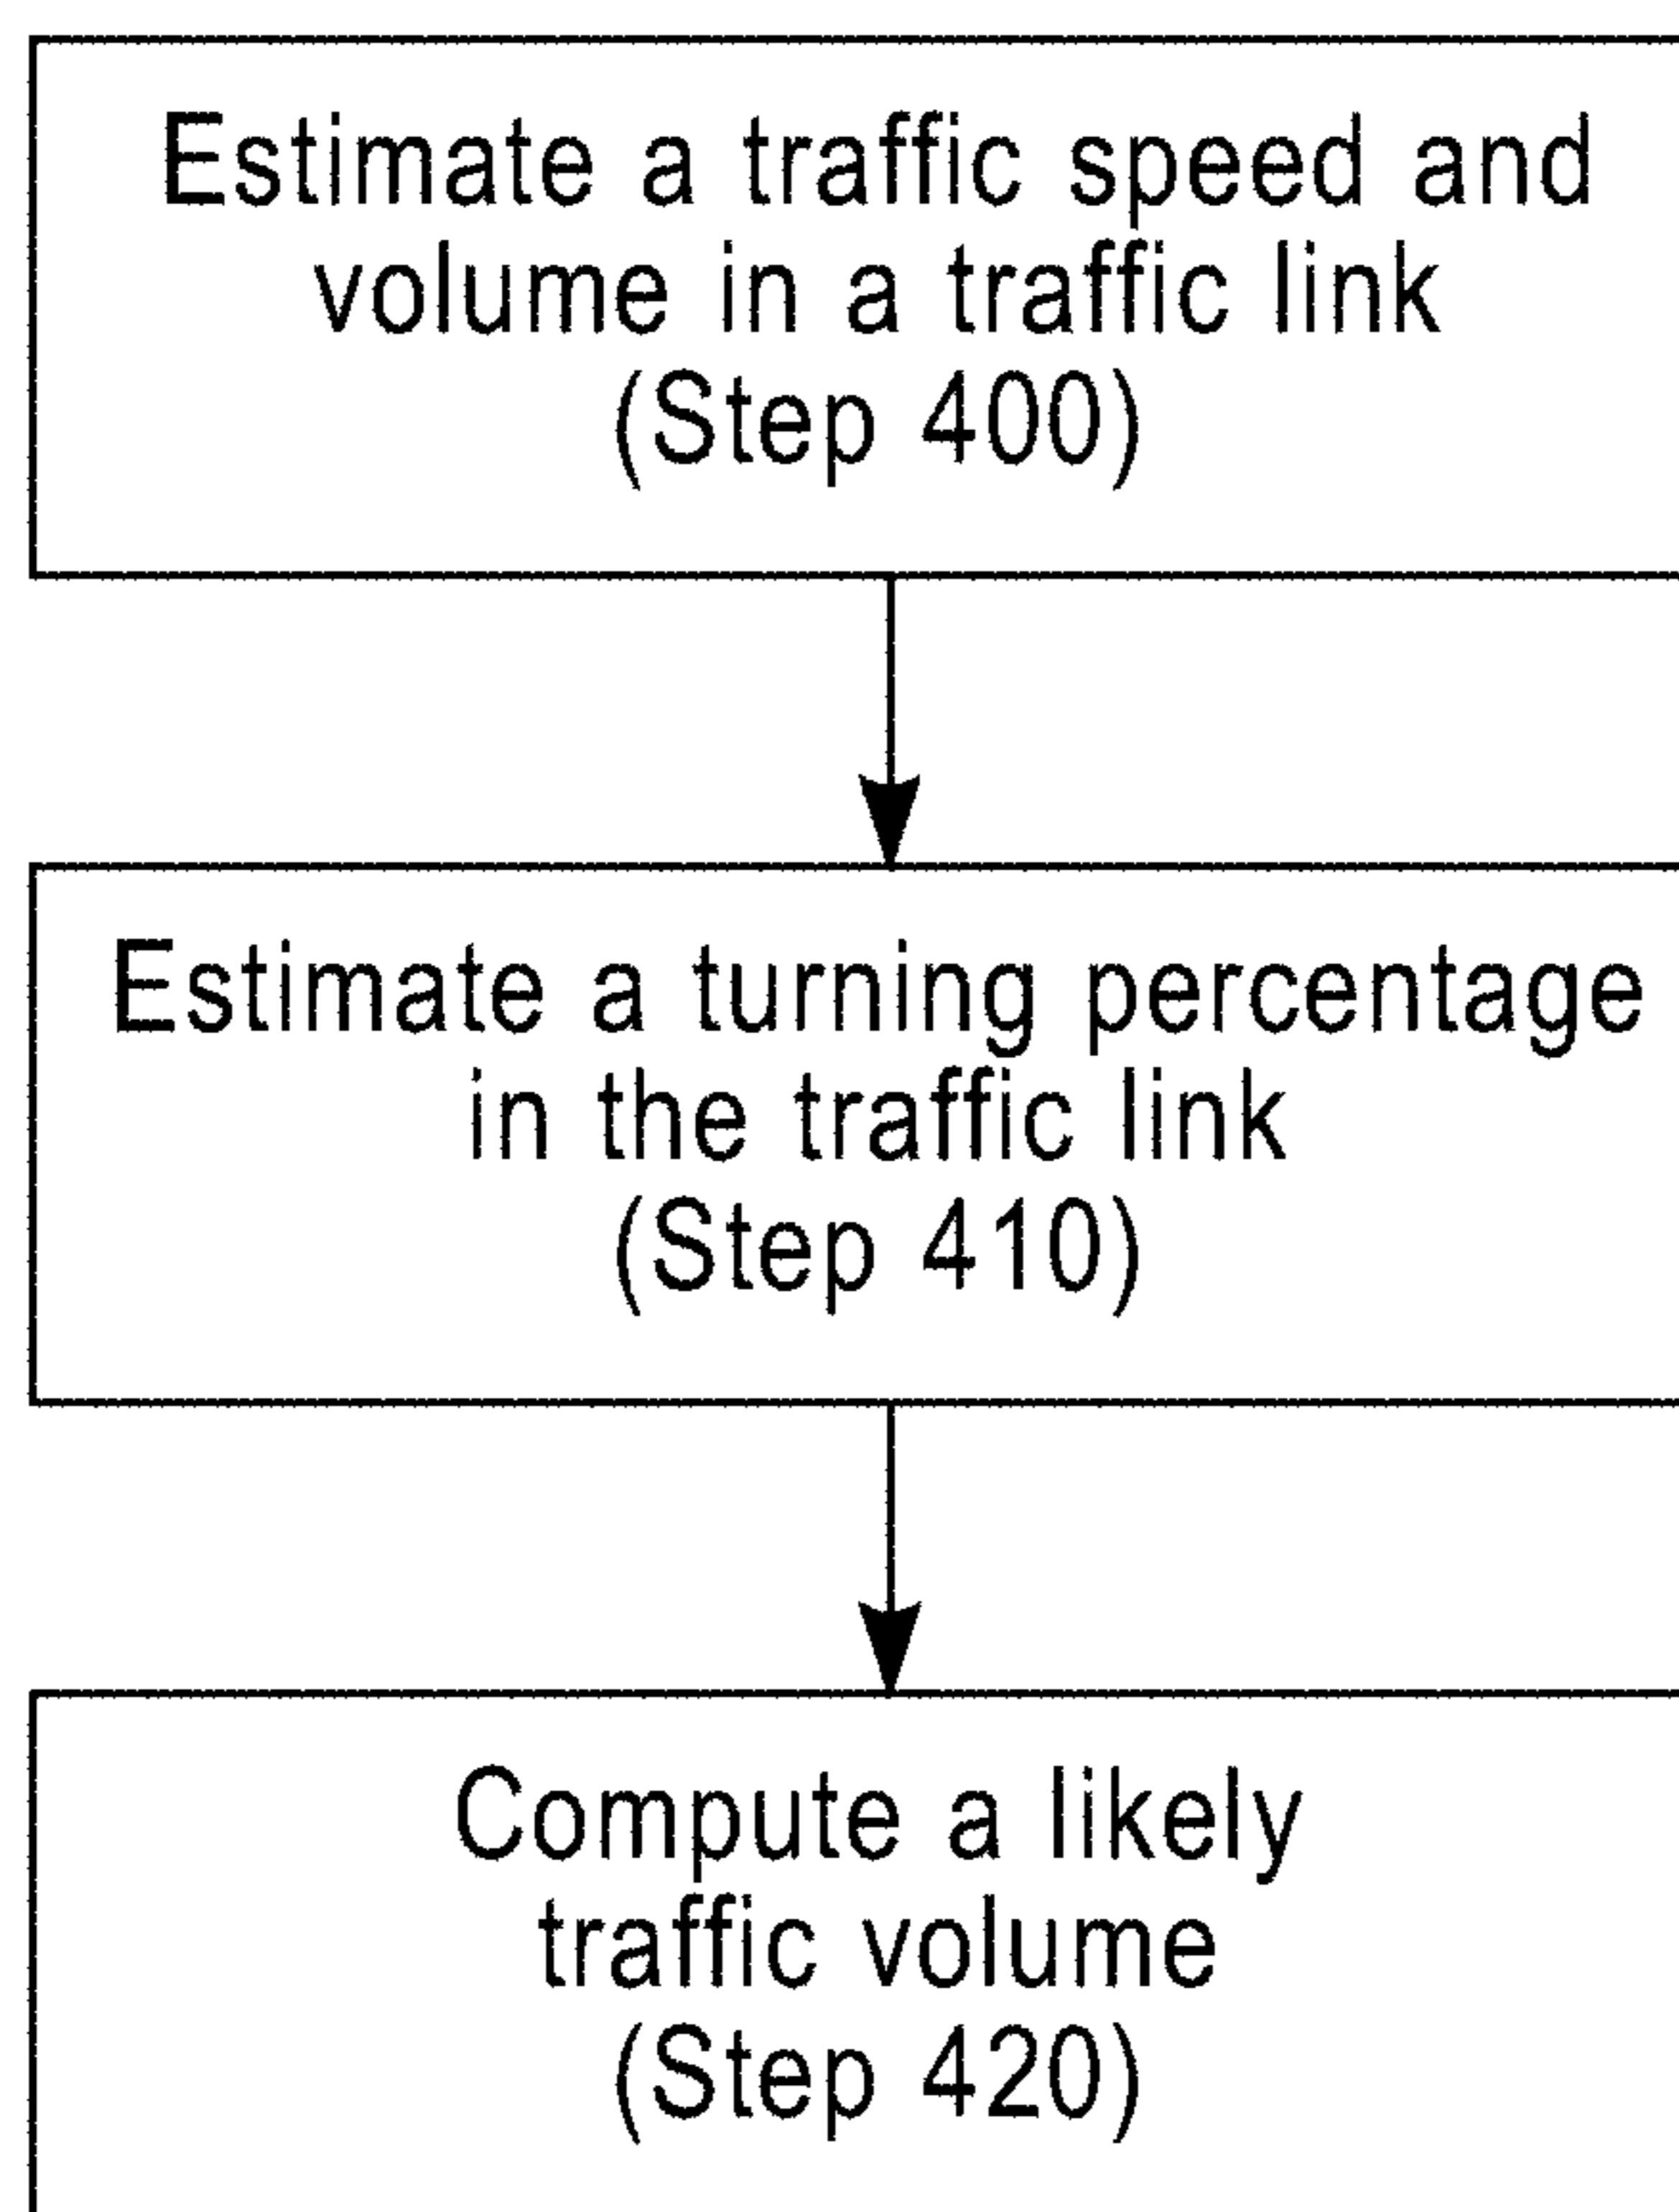 Estimate a traffic speed and
volume in a traffic link
(Step 400)
Estimate a turning percentage
in the traffic link
(Step 410)
Compute a likely
traffic volume
(Step 420)